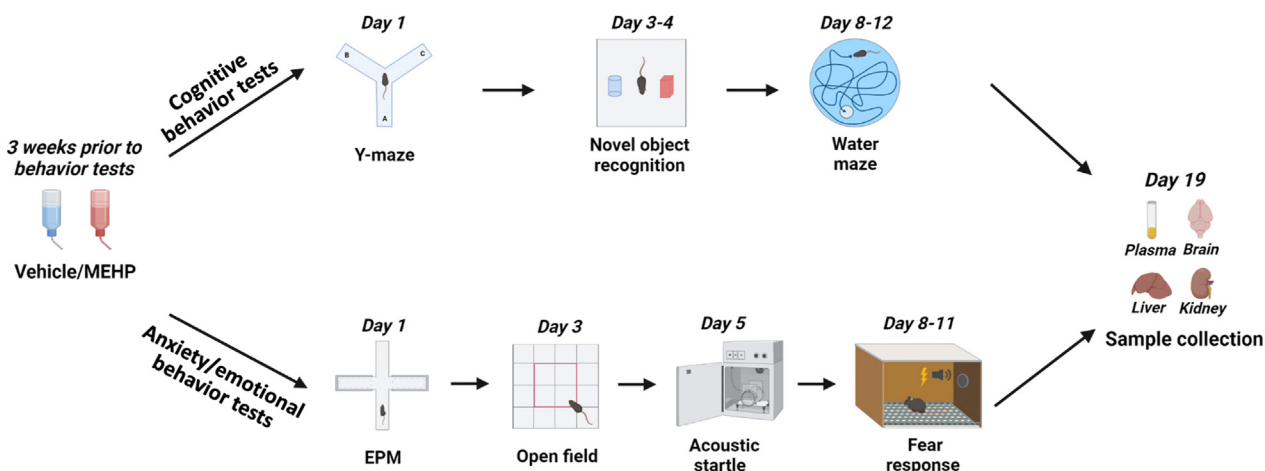 3 weeks prior to
behavior tests
Vehicle/MEHP
Cognitive
behavior tests
Day 1
B
C
A
Y-maze
Day 3-4
Novel object
recognition
Day 8-12
Water
maze
Anxiety/emotional
behavior tests
Day 1
EPM
Day 3
Open field
Day 5
Acoustic
startle
Day 8-11
Fear
response
Day 19
Plasma Brain
Liver Kidney
Sample collection